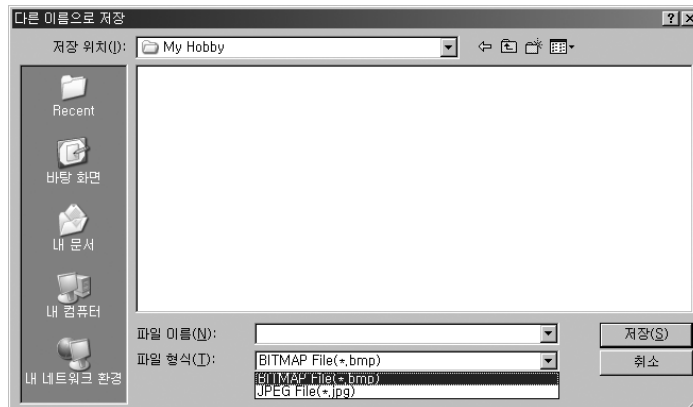 다른 이름으로 저장
저장 위치(I): My Hobby
Recent
바탕 화면
내 문서
내 컴퓨터
내 네트워크 환경
파일 이름(N):
저장(S)
파일 형식(T): BITMAP File(*.bmp)
취소
BITMAP File(*.bmp)
JPEG File(*.jpg)